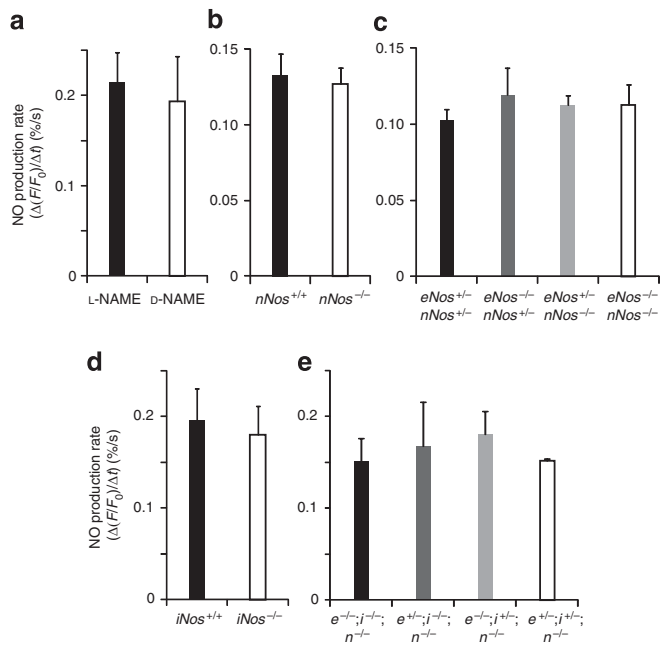 a
b
c
NO production rate
(Δ(F/F₀)/Δt) (%/s)
0.2
0.1
0
L-NAME D-NAME
0.15
0.10
0.05
0
nNos⁺/⁺ nNos⁻/⁻
0.15
0.10
0.05
0
eNos⁺/⁻ eNos⁻/⁻ eNos⁺/⁻ eNos⁻/⁻
nNos⁺/⁻ nNos⁺/⁻ nNos⁻/⁻ nNos⁻/⁻
d
e
NO production rate
(Δ(F/F₀)/Δt) (%/s)
0.2
0.1
0
iNos⁺/⁺ iNos⁻/⁻
0.2
0.1
0
e⁻/⁻;i⁻/⁻; e⁺/⁻;i⁻/⁻; e⁻/⁻;i⁺/⁻; e⁺/⁻;i⁺/⁻;
n⁻/⁻ n⁻/⁻ n⁻/⁻ n⁻/⁻